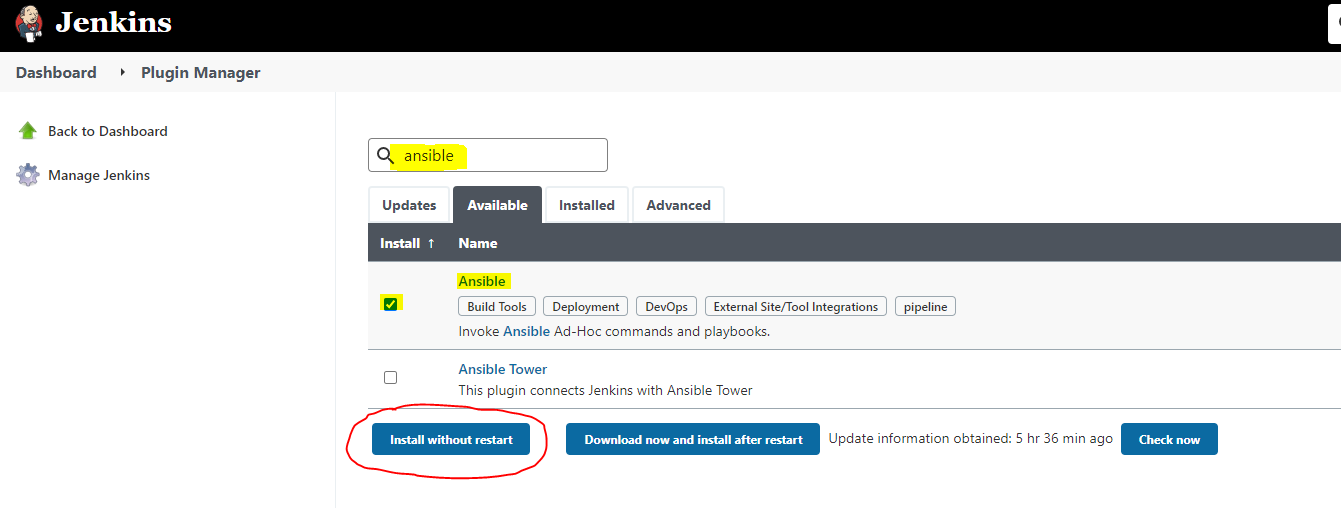 Jenkins
Dashboard ▸ Plugin Manager
Back to Dashboard
Manage Jenkins
ansible
Updates Available Installed Advanced
Install ↑ Name
Ansible
Build Tools Deployment DevOps External Site/Tool Integrations pipeline
Invoke Ansible Ad-Hoc commands and playbooks.
Ansible Tower
This plugin connects Jenkins with Ansible Tower
Install without restart Download now and install after restart Update information obtained: 5 hr 36 min ago Check now